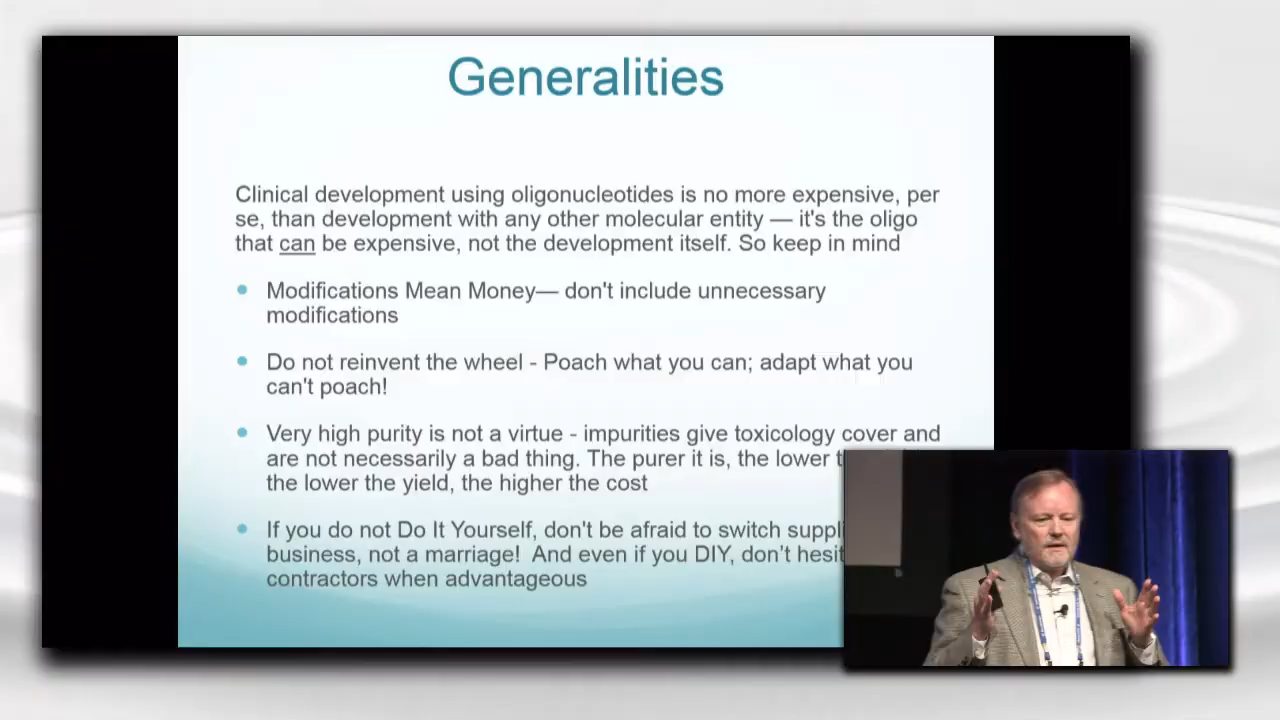 Generalities
Clinical development using oligonucleotides is no more expensive, per
se, than development with any other molecular entity — it's the oligo
that can be expensive, not the development itself. So keep in mind
Modifications Mean Money— don't include unnecessary
modifications
Do not reinvent the wheel - Poach what you can; adapt what you
can't poach!
Very high purity is not a virtue - impurities give toxicology cover and
are not necessarily a bad thing. The purer it is, the lower
the lower the yield, the higher the cost
If you do not Do It Yourself, don't be afraid to switch
business, not a marriage!  And even if you DIY, don’t
contractors when advantageous